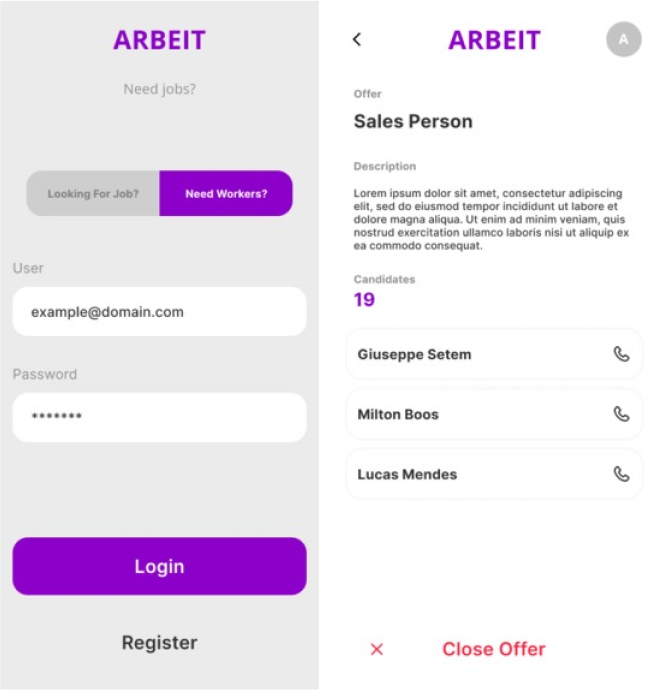 ARBEIT
Need jobs?
Looking For Job?
Need Workers?
User
example@domain.com
Password
*******
Login
Register
ARBEIT
A
Offer
Sales Person
Description
Lorem ipsum dolor sit amet, consectetur adipiscing
elit, sed do eiusmod tempor incididunt ut labore et
dolore magna aliqua. Ut enim ad minim veniam, quis
nostrud exercitation ullamco laboris nisi ut aliquip ex
ea commodo consequat.
Candidates
19
Giuseppe Setem
Milton Boos
Lucas Mendes
Close Offer